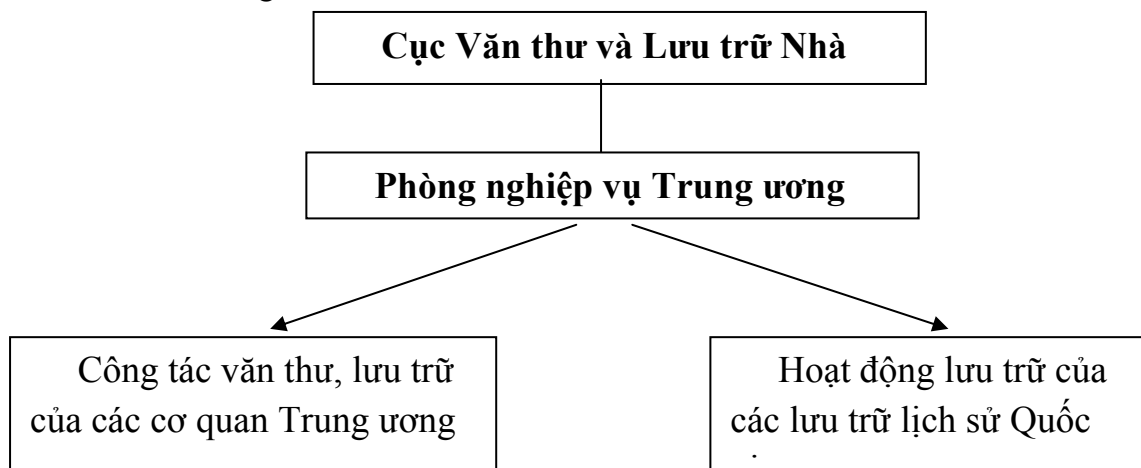 Cục Văn thư và Lưu trữ Nhà
Phòng nghiệp vụ Trung ương
Công tác văn thư, lưu trữ
của các cơ quan Trung ương
Hoạt động lưu trữ của
các lưu trữ lịch sử Quốc